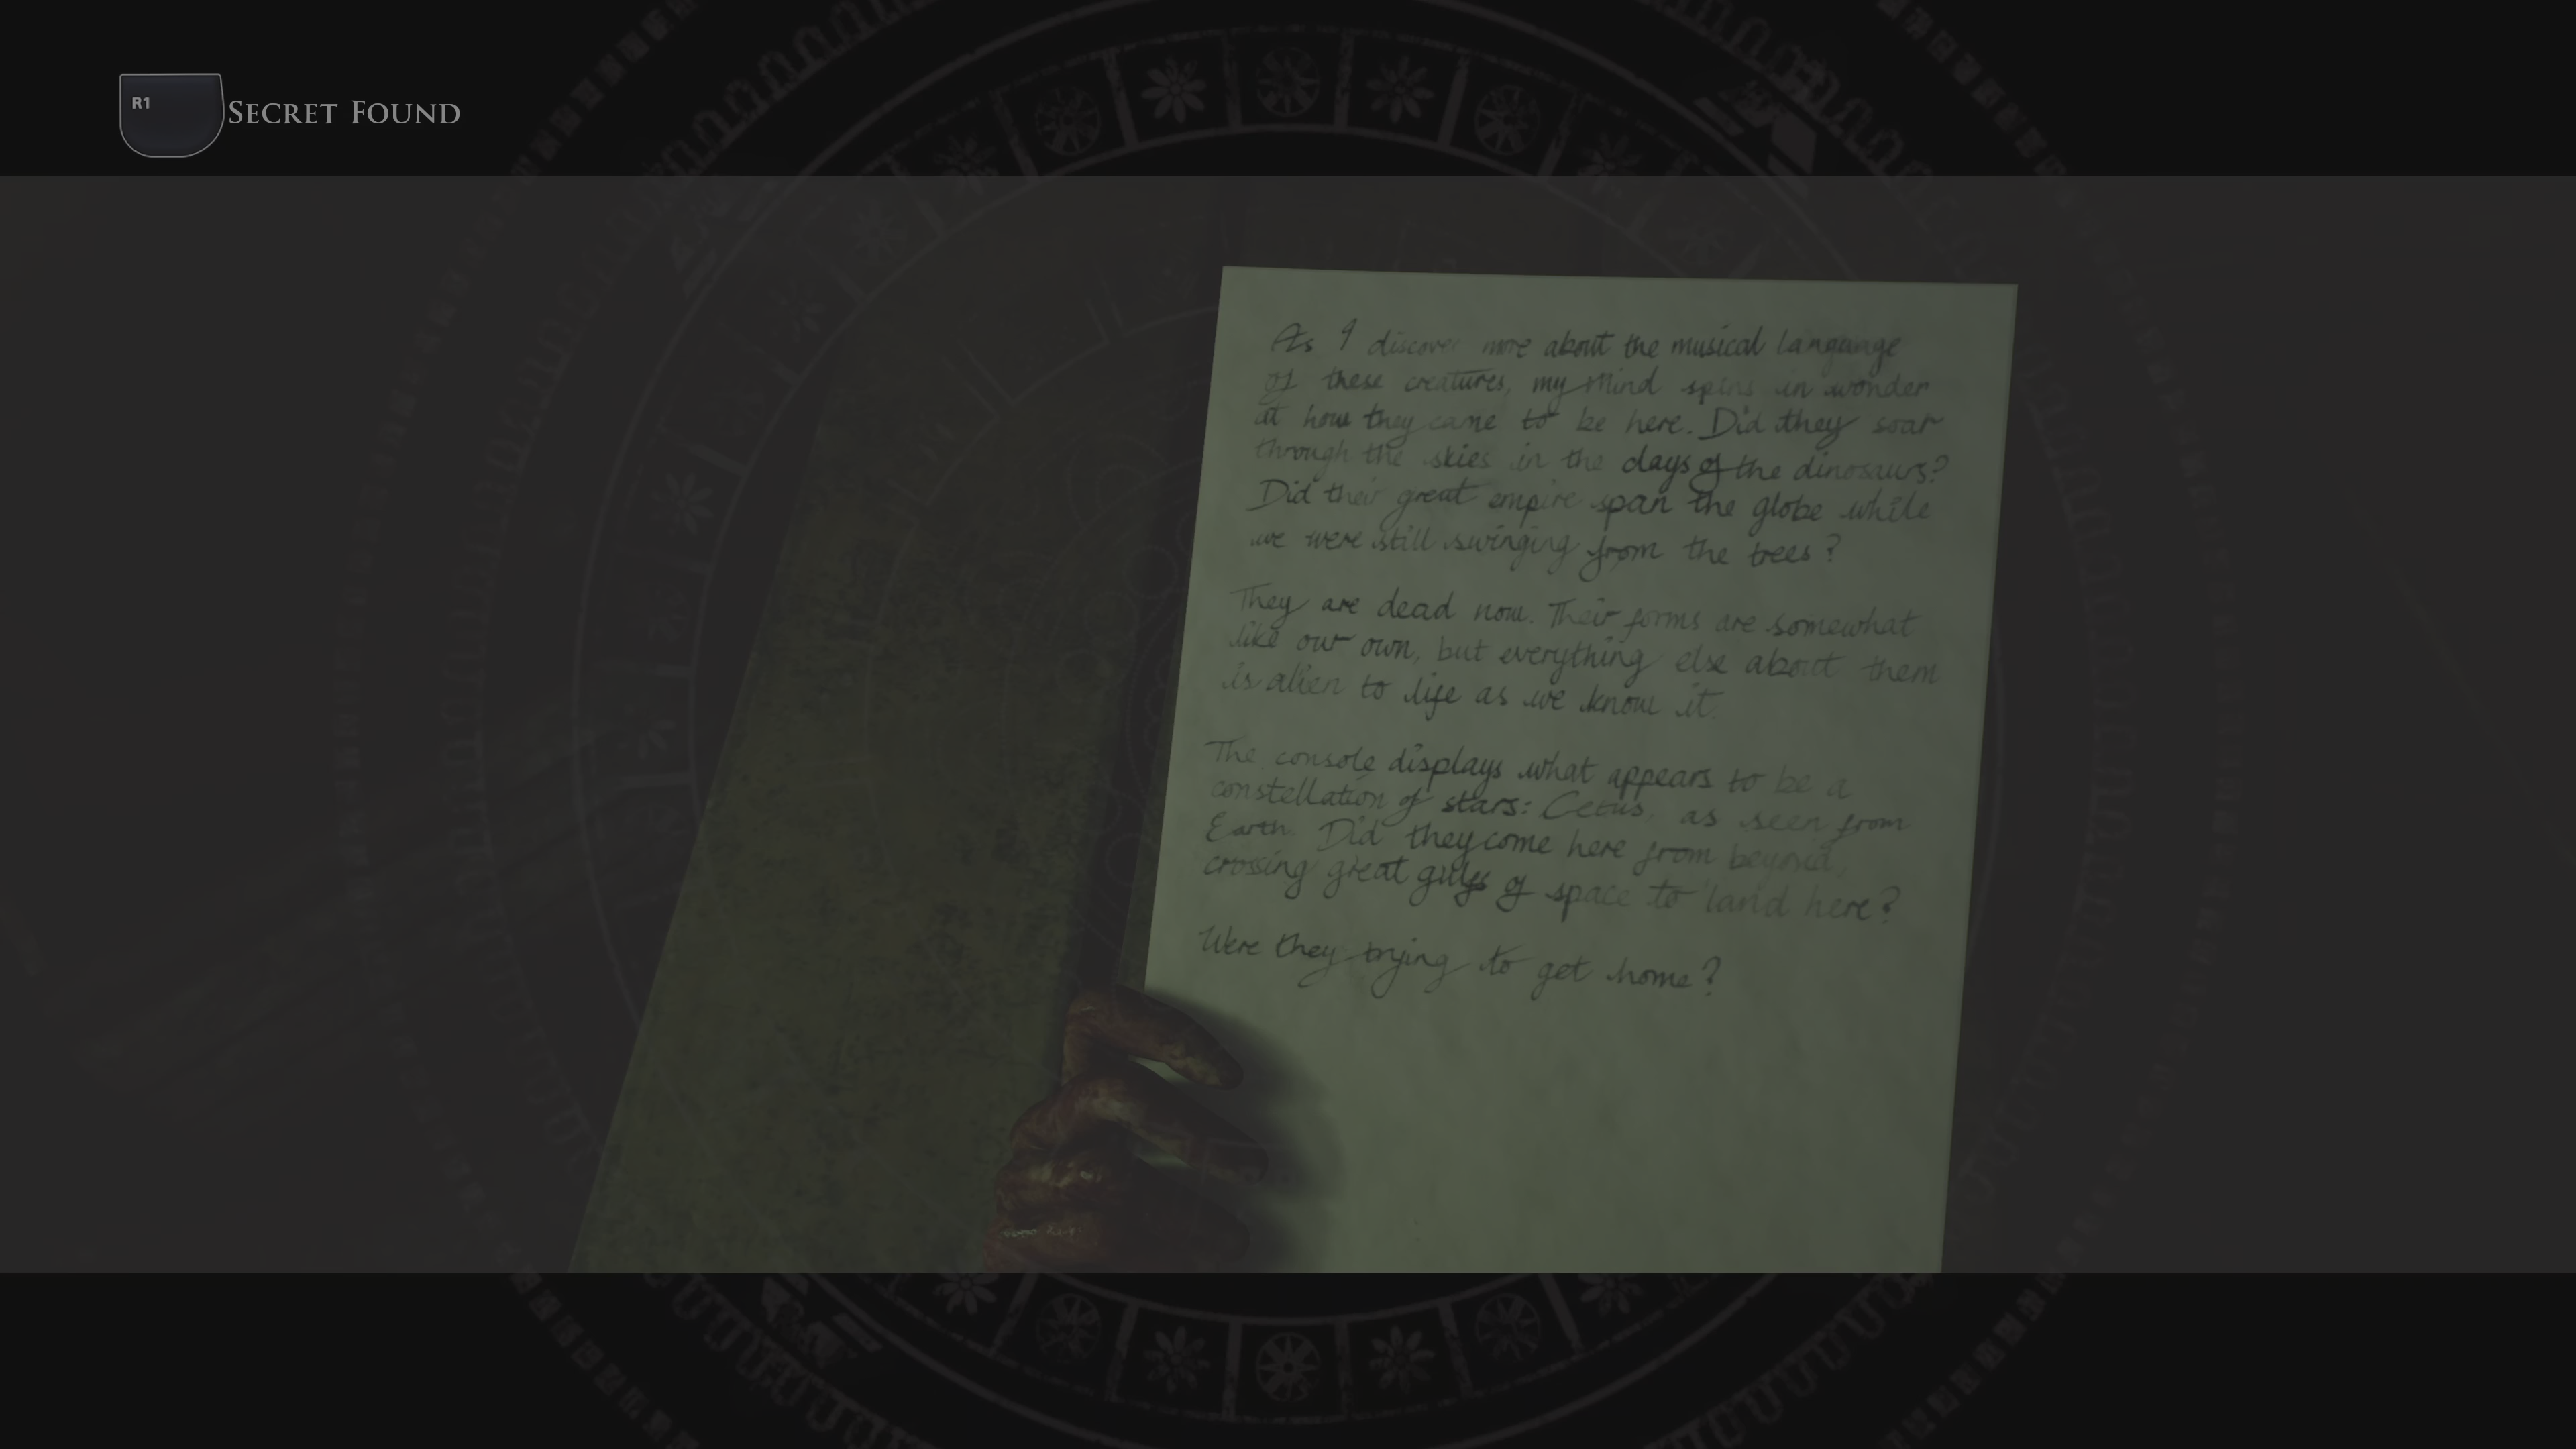 R1
SECRET FOUND
As I discover more about the musical language
of these creatures, my mind spins in wonder
at how they came to be here. Did they soar
through the skies in the days of the dinosaurs?
Did their great empire span the globe while
we were still swinging from the trees?
They are dead now. Their forms are somewhat
like our own, but everything else about them
is alien to life as we know it.
The console displays what appears to be a
constellation of stars: Cetus, as seen from
Earth. Did they come here from beyond,
crossing great gulfs of space to land here?
Were they trying to get home?